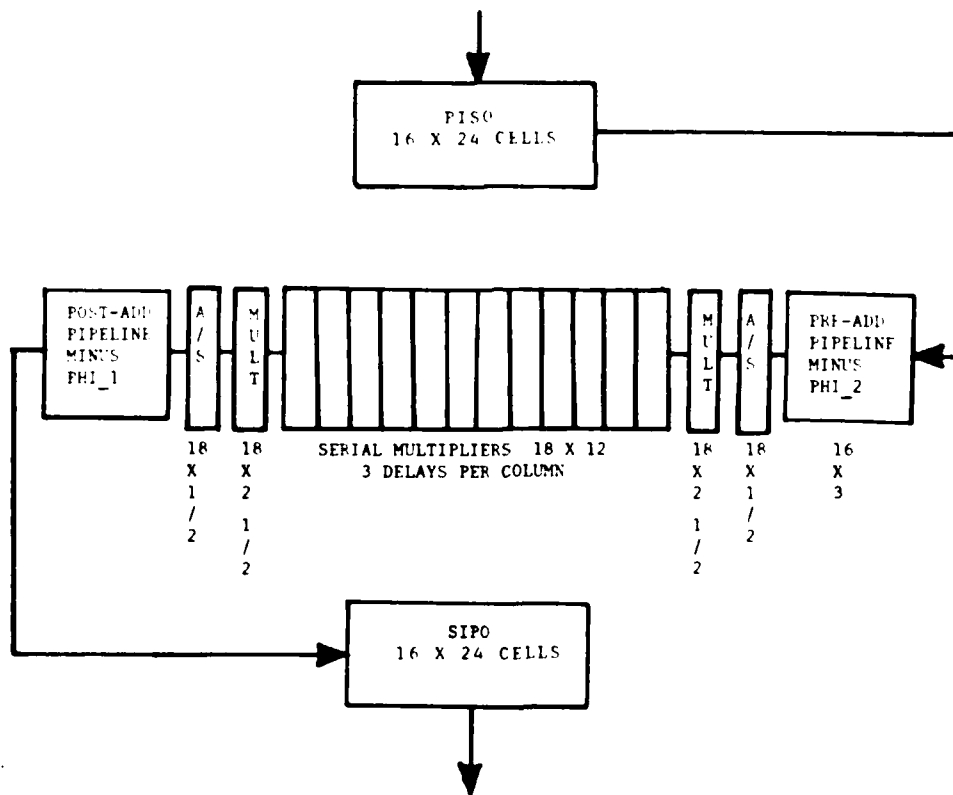 PISO
16 X 24 CELLS
POST-ADD
PIPELINE
MINUS
PHI_1
A
/
S
M
U
L
T
M
U
L
T
A
/
S
PRE-ADD
PIPELINE
MINUS
PHI_2
18
X
1
/
2
18
X
2
1
/
2
SERIAL MULTIPLIERS 18 X 12
3 DELAYS PER COLUMN
18
X
2
1
/
2
18
X
1
/
2
16
X
3
SIPO
16 X 24 CELLS